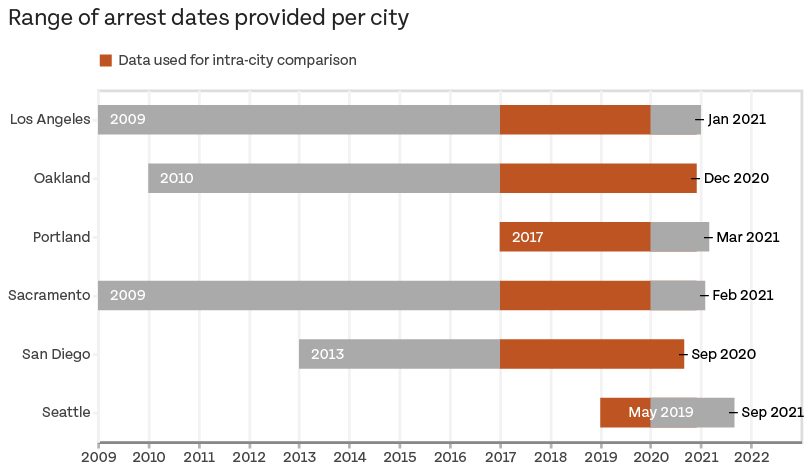 Range of arrest dates provided per city
Data used for intra-city comparison
Los Angeles 2009 Jan 2021
Oakland 2010 Dec 2020
Portland 2017 Mar 2021
Sacramento 2009 Feb 2021
San Diego 2013 Sep 2020
Seattle May 2019 Sep 2021
2009 2010 2011 2012 2013 2014 2015 2016 2017 2018 2019 2020 2021 2022